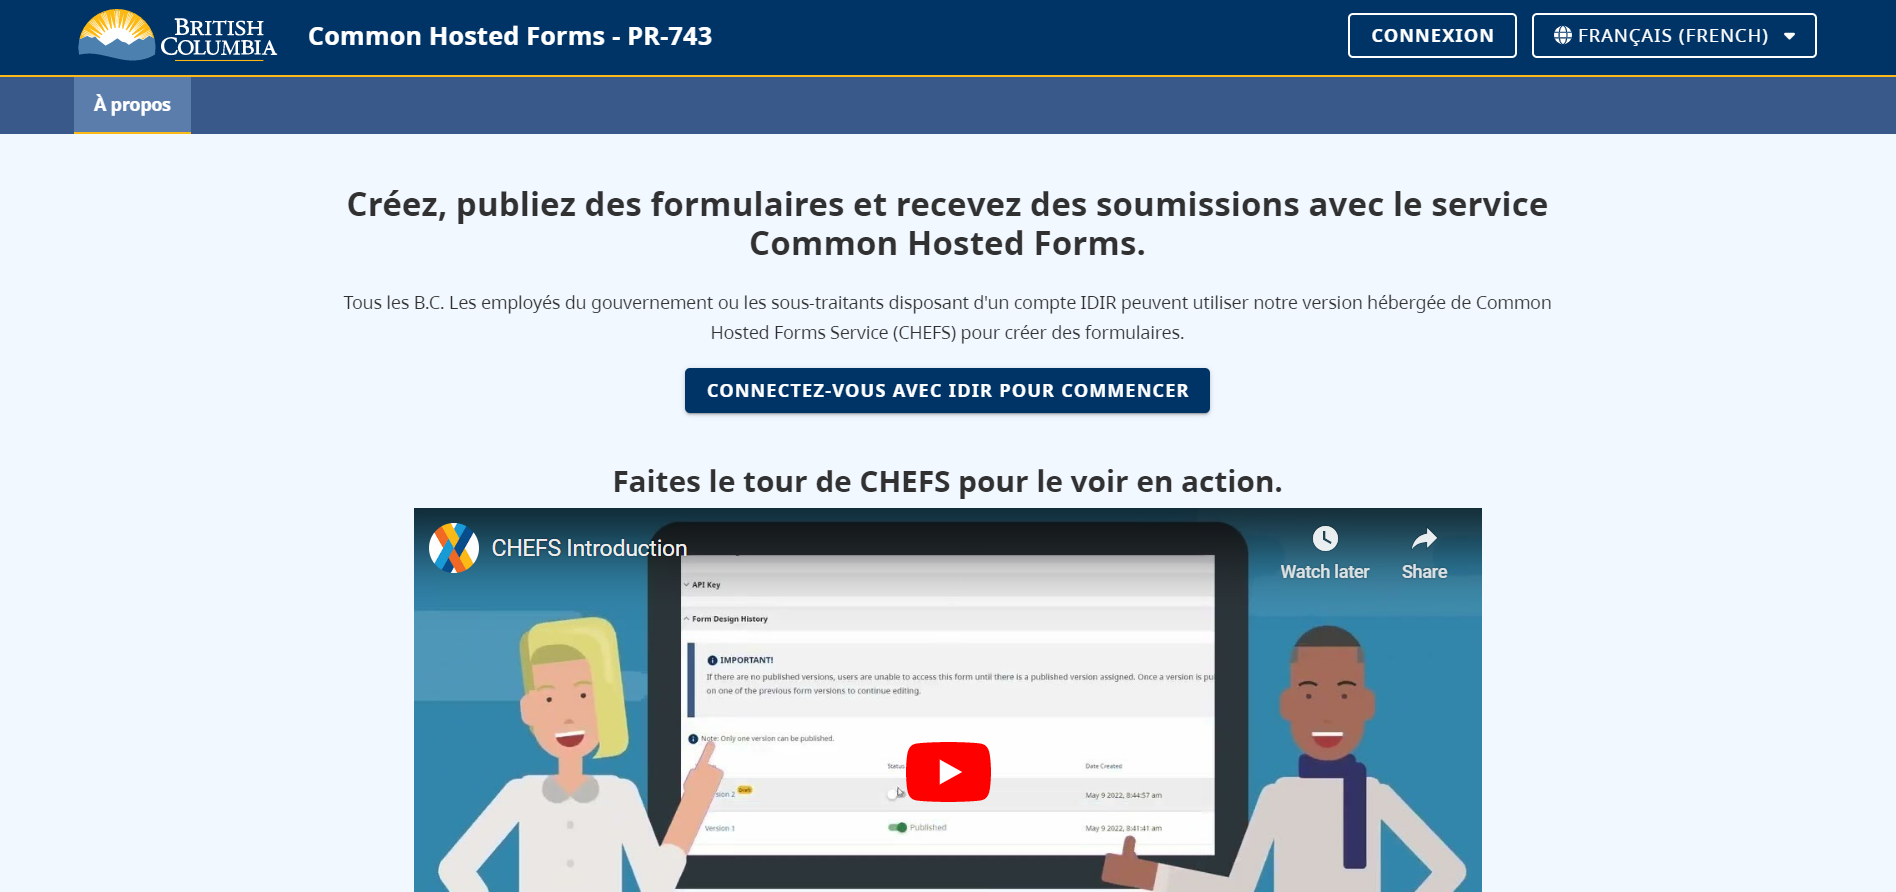 BRITISH
COLUMBIA
Common Hosted Forms - PR-743
CONNEXION
FRANÇAIS (FRENCH)
À propos
Créez, publiez des formulaires et recevez des soumissions avec le service
Common Hosted Forms.
Tous les B.C. Les employés du gouvernement ou les sous-traitants disposant d'un compte IDIR peuvent utiliser notre version hébergée de Common
Hosted Forms Service (CHEFS) pour créer des formulaires.
CONNECTEZ-VOUS AVEC IDIR POUR COMMENCER
Faites le tour de CHEFS pour le voir en action.
CHEFS Introduction
Watch later
Share
API Key
Form Design History
IMPORTANT!
If there are no published versions, users are unable to access this form until there is a published version assigned. Once a version is pu
on one of the previous form versions to continue editing.
Note: Only one version can be published.
Status
Date Created
rsion 2
Draft
May 9 2022, 8:44:57 am
Version 1
Published
May 9 2022, 8:41:41 am